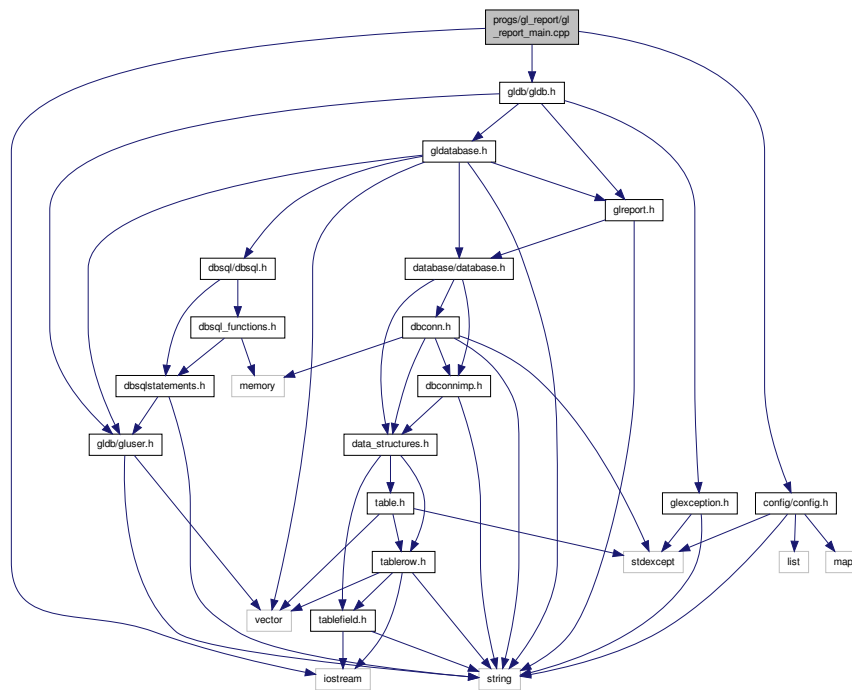 progs/gl_report/gl
_report_main.cpp
gldb/gldb.h
gldatabase.h
glreport.h
dbsql/dbsql.h
database/database.h
dbsql_functions.h
dbconn.h
dbsqlstatements.h
memory
dbconnimp.h
gldb/gluser.h
data_structures.h
table.h
glexception.h
config/config.h
tablerow.h
stdexcept
list
map
vector
tablefield.h
iostream
string